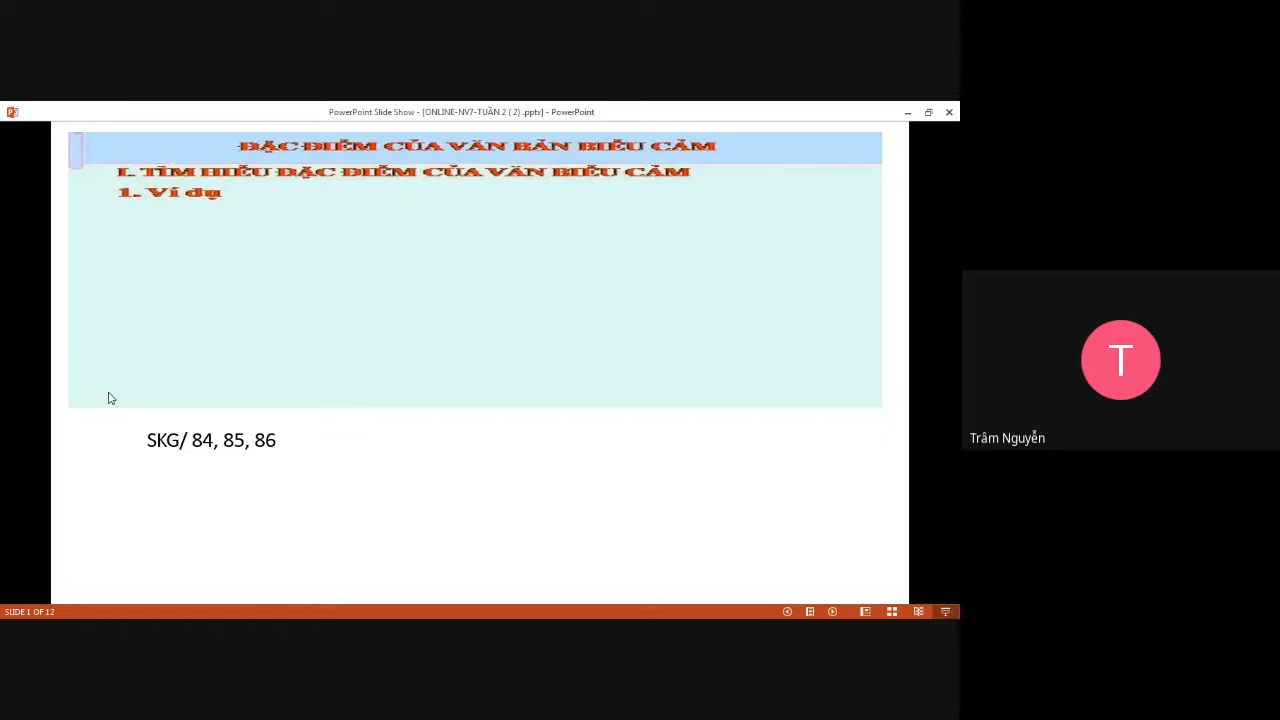 PowerPoint Slide Show - [ONLINE-NV7-TUẦN 2 ( 2) .pptx] - PowerPoint
ĐẶC ĐIỂM CỦA VĂN BẢN BIỂU CẢM
I. TÌM HIỂU ĐẶC ĐIỂM CỦA VĂN BIỂU CẢM
1. Ví dụ
SKG/ 84, 85, 86
SLIDE 1 OF 12
T
Trâm Nguyễn